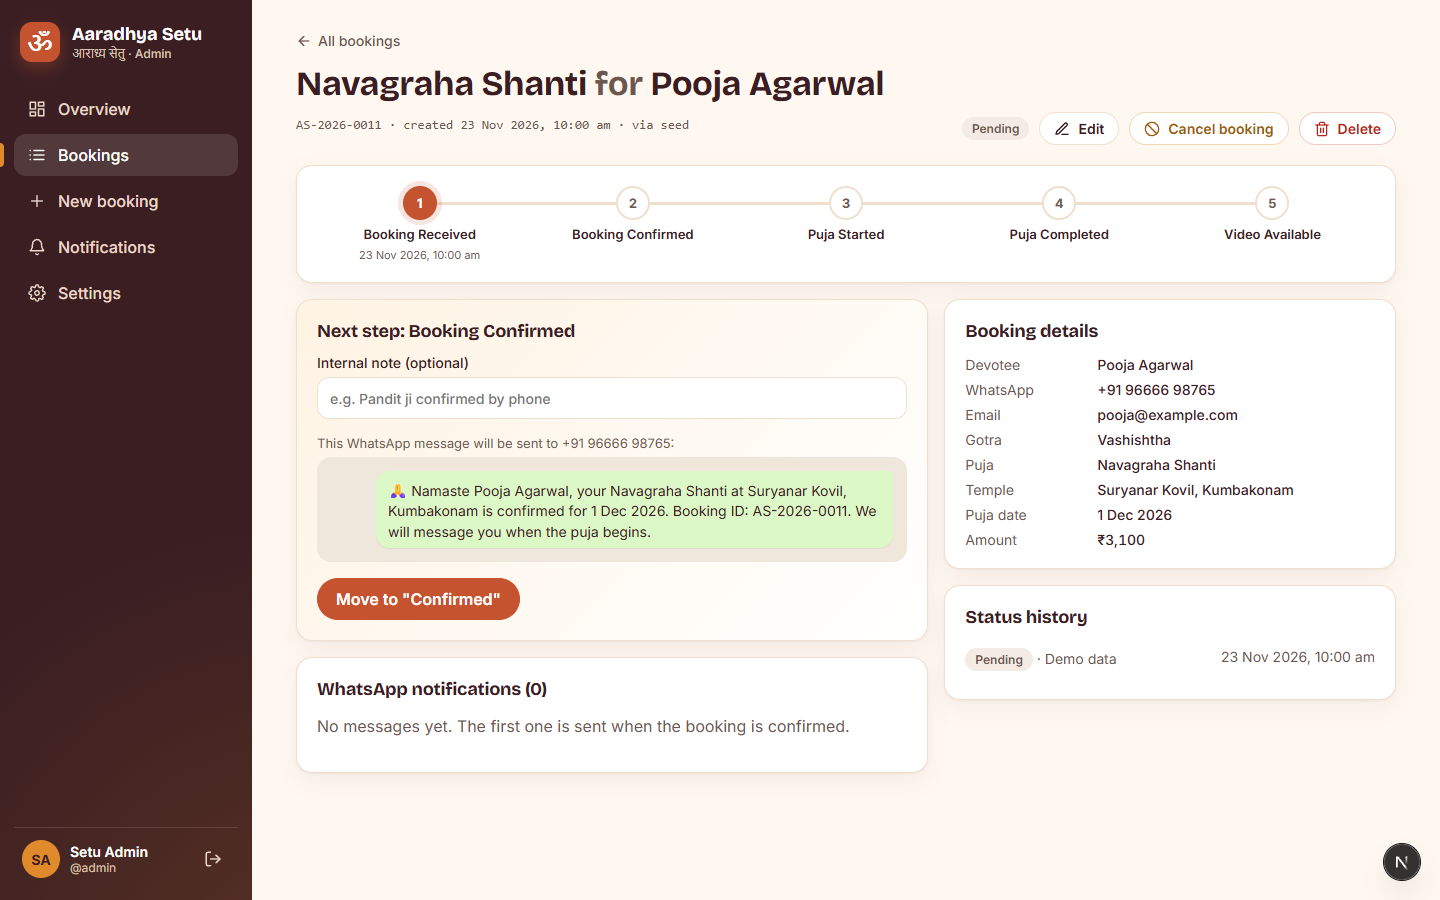 ॐ
Aaradhya Setu
आराध्य सेतु · Admin
Overview
Bookings
New booking
Notifications
Settings
SA
Setu Admin
@admin
← All bookings
Navagraha Shanti for Pooja Agarwal
AS-2026-0011 · created 23 Nov 2026, 10:00 am · via seed
Pending
Edit
Cancel booking
Delete
1
Booking Received
23 Nov 2026, 10:00 am
2
Booking Confirmed
3
Puja Started
4
Puja Completed
5
Video Available
Next step: Booking Confirmed
Internal note (optional)
e.g. Pandit ji confirmed by phone
This WhatsApp message will be sent to +91 96666 98765:
🙏 Namaste Pooja Agarwal, your Navagraha Shanti at Suryanar Kovil,
Kumbakonam is confirmed for 1 Dec 2026. Booking ID: AS-2026-0011. We
will message you when the puja begins.
Move to "Confirmed"
WhatsApp notifications (0)
No messages yet. The first one is sent when the booking is confirmed.
Booking details
Devotee Pooja Agarwal
WhatsApp +91 96666 98765
Email pooja@example.com
Gotra Vashishtha
Puja Navagraha Shanti
Temple Suryanar Kovil, Kumbakonam
Puja date 1 Dec 2026
Amount ₹3,100
Status history
Pending · Demo data 23 Nov 2026, 10:00 am
N